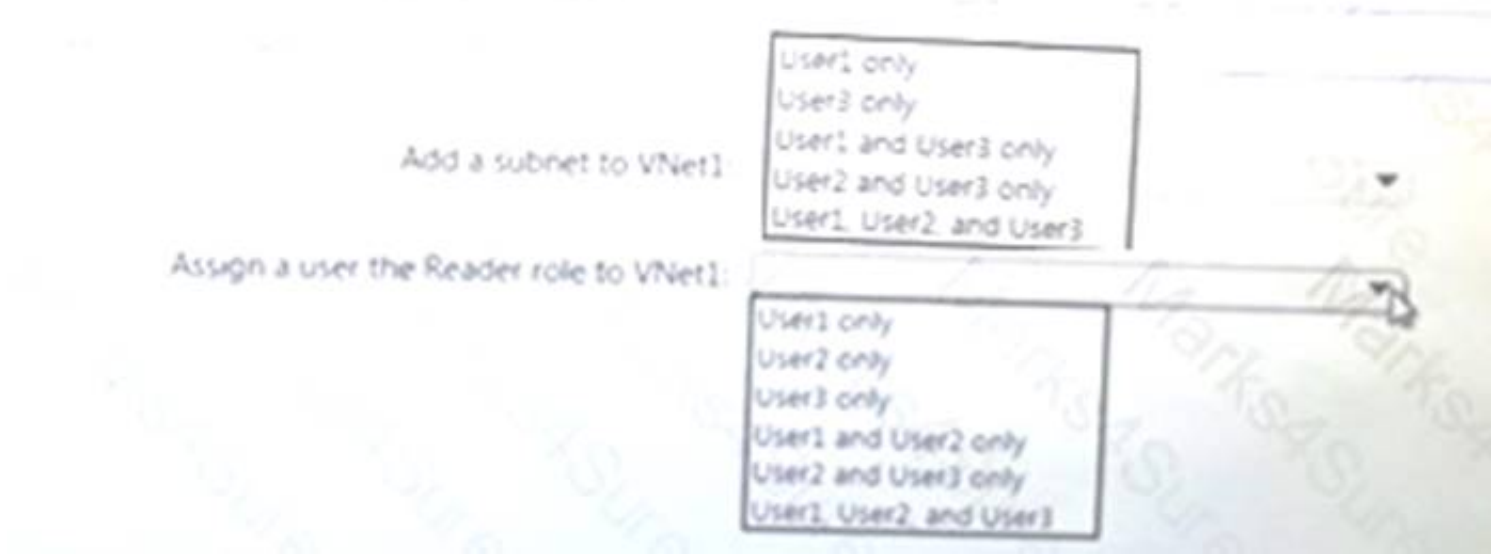 User1 only
User3 only
User1 and User3 only
Add a subnet to VNet1:
User2 and User3 only
User1, User2, and User3
Assign a user the Reader role to VNet1:
User1 only
User2 only
User3 only
User1 and User2 only
User2 and User3 only
User1, User2, and User3
Marks4Sure